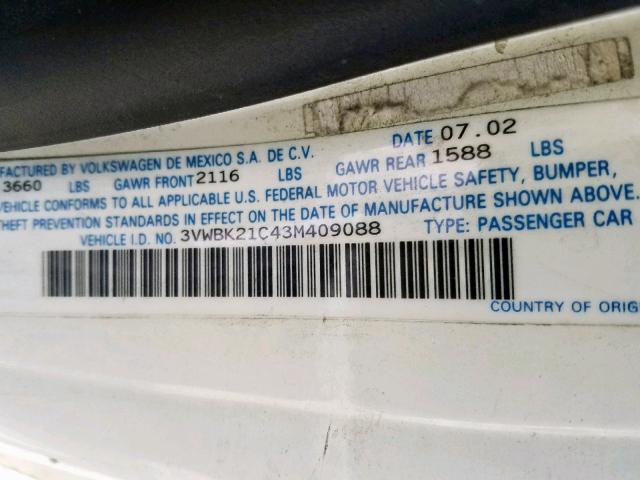 FACTURED BY VOLKSWAGEN DE MEXICO S.A. DE C.V. DATE 07.02
3660 LBS GAWR FRONT 2116 LBS GAWR REAR 1588 LBS
VEHICLE CONFORMS TO ALL APPLICABLE U.S. FEDERAL MOTOR VEHICLE SAFETY, BUMPER,
THEFT PREVENTION STANDARDS IN EFFECT ON THE DATE OF MANUFACTURE SHOWN ABOVE.
VEHICLE I.D. NO. 3VWBK21C43M409088 TYPE: PASSENGER CAR
COUNTRY OF ORIG